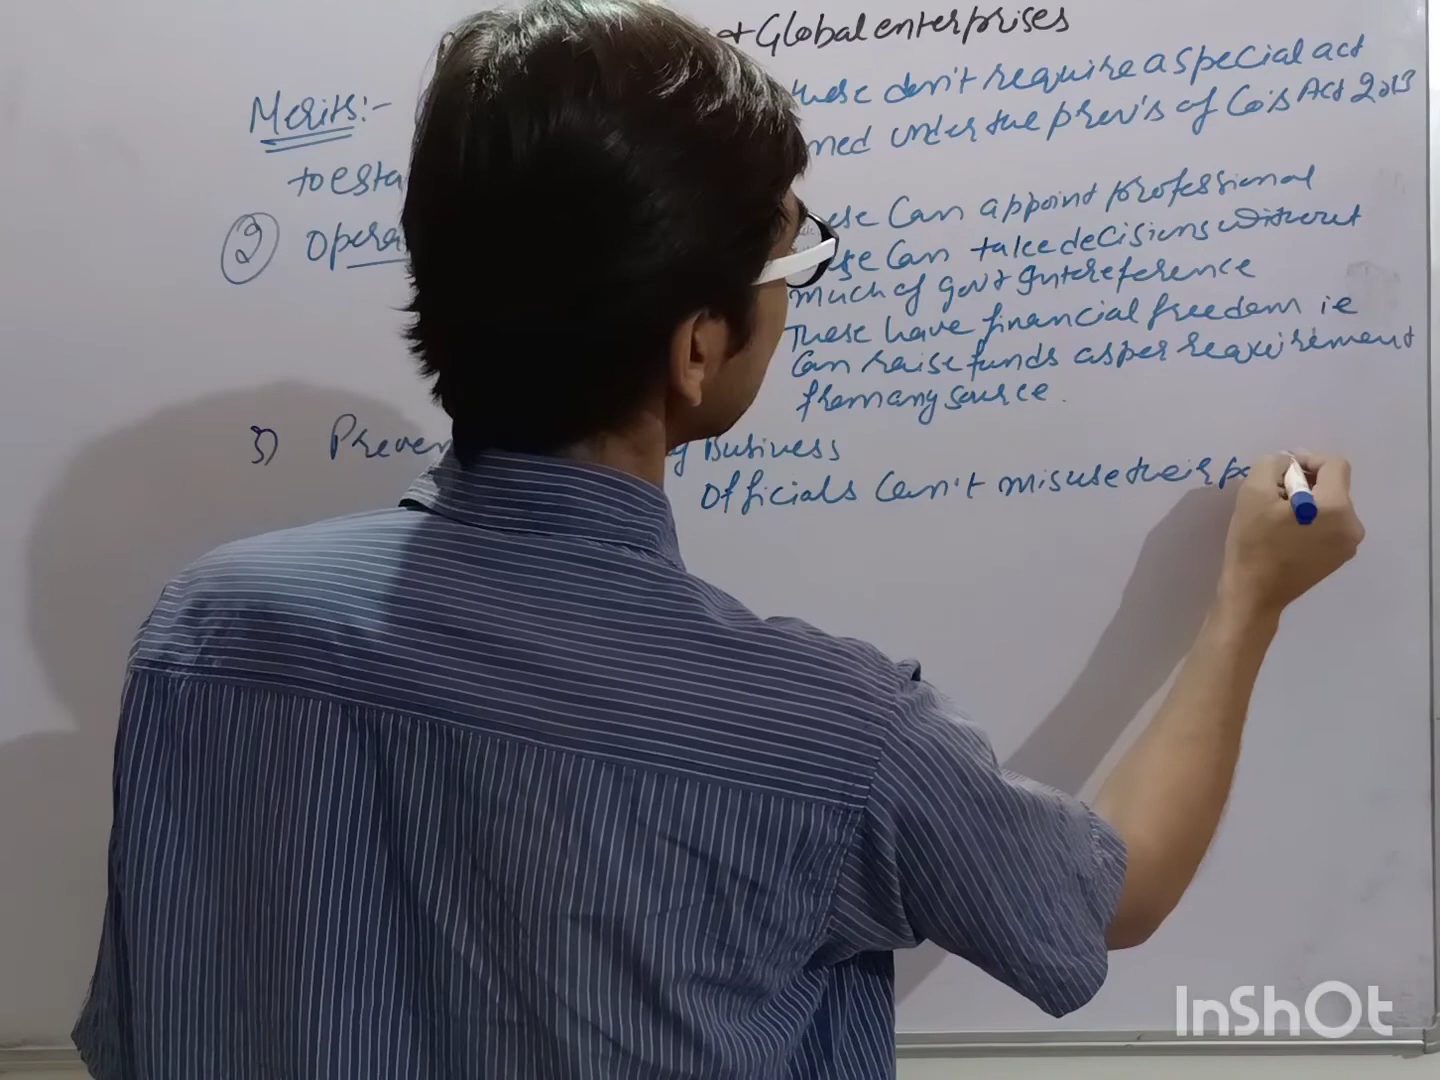 Global enterprises
Merits:- these don't require a special act
to esta med under the prov's of Co's Act 2013
2 Opera ese Can appoint professional
se Can take decisions without
much of govt Intereference
These have financial freedom ie
Can raise funds as per requirement
from any source.
3) Preven g Business
Officials Can't misuse their po
InShOt